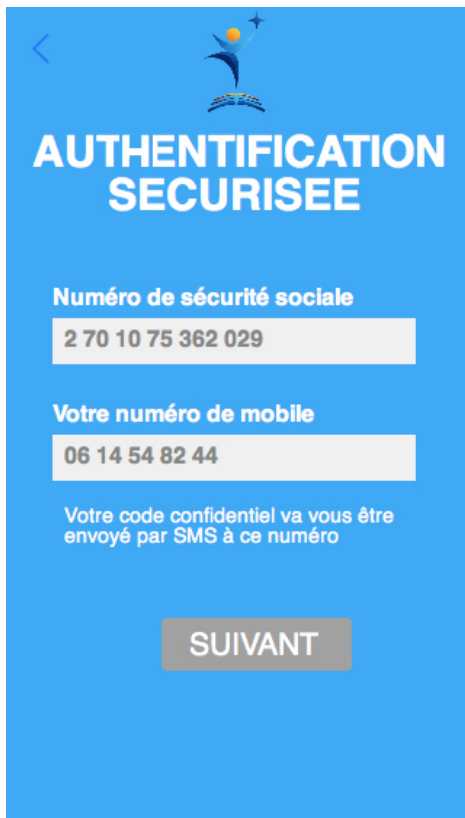 AUTHENTIFICATION
SECURISEE
Numéro de sécurité sociale
2 70 10 75 362 029
Votre numéro de mobile
06 14 54 82 44
Votre code confidentiel va vous être
envoyé par SMS à ce numéro
SUIVANT